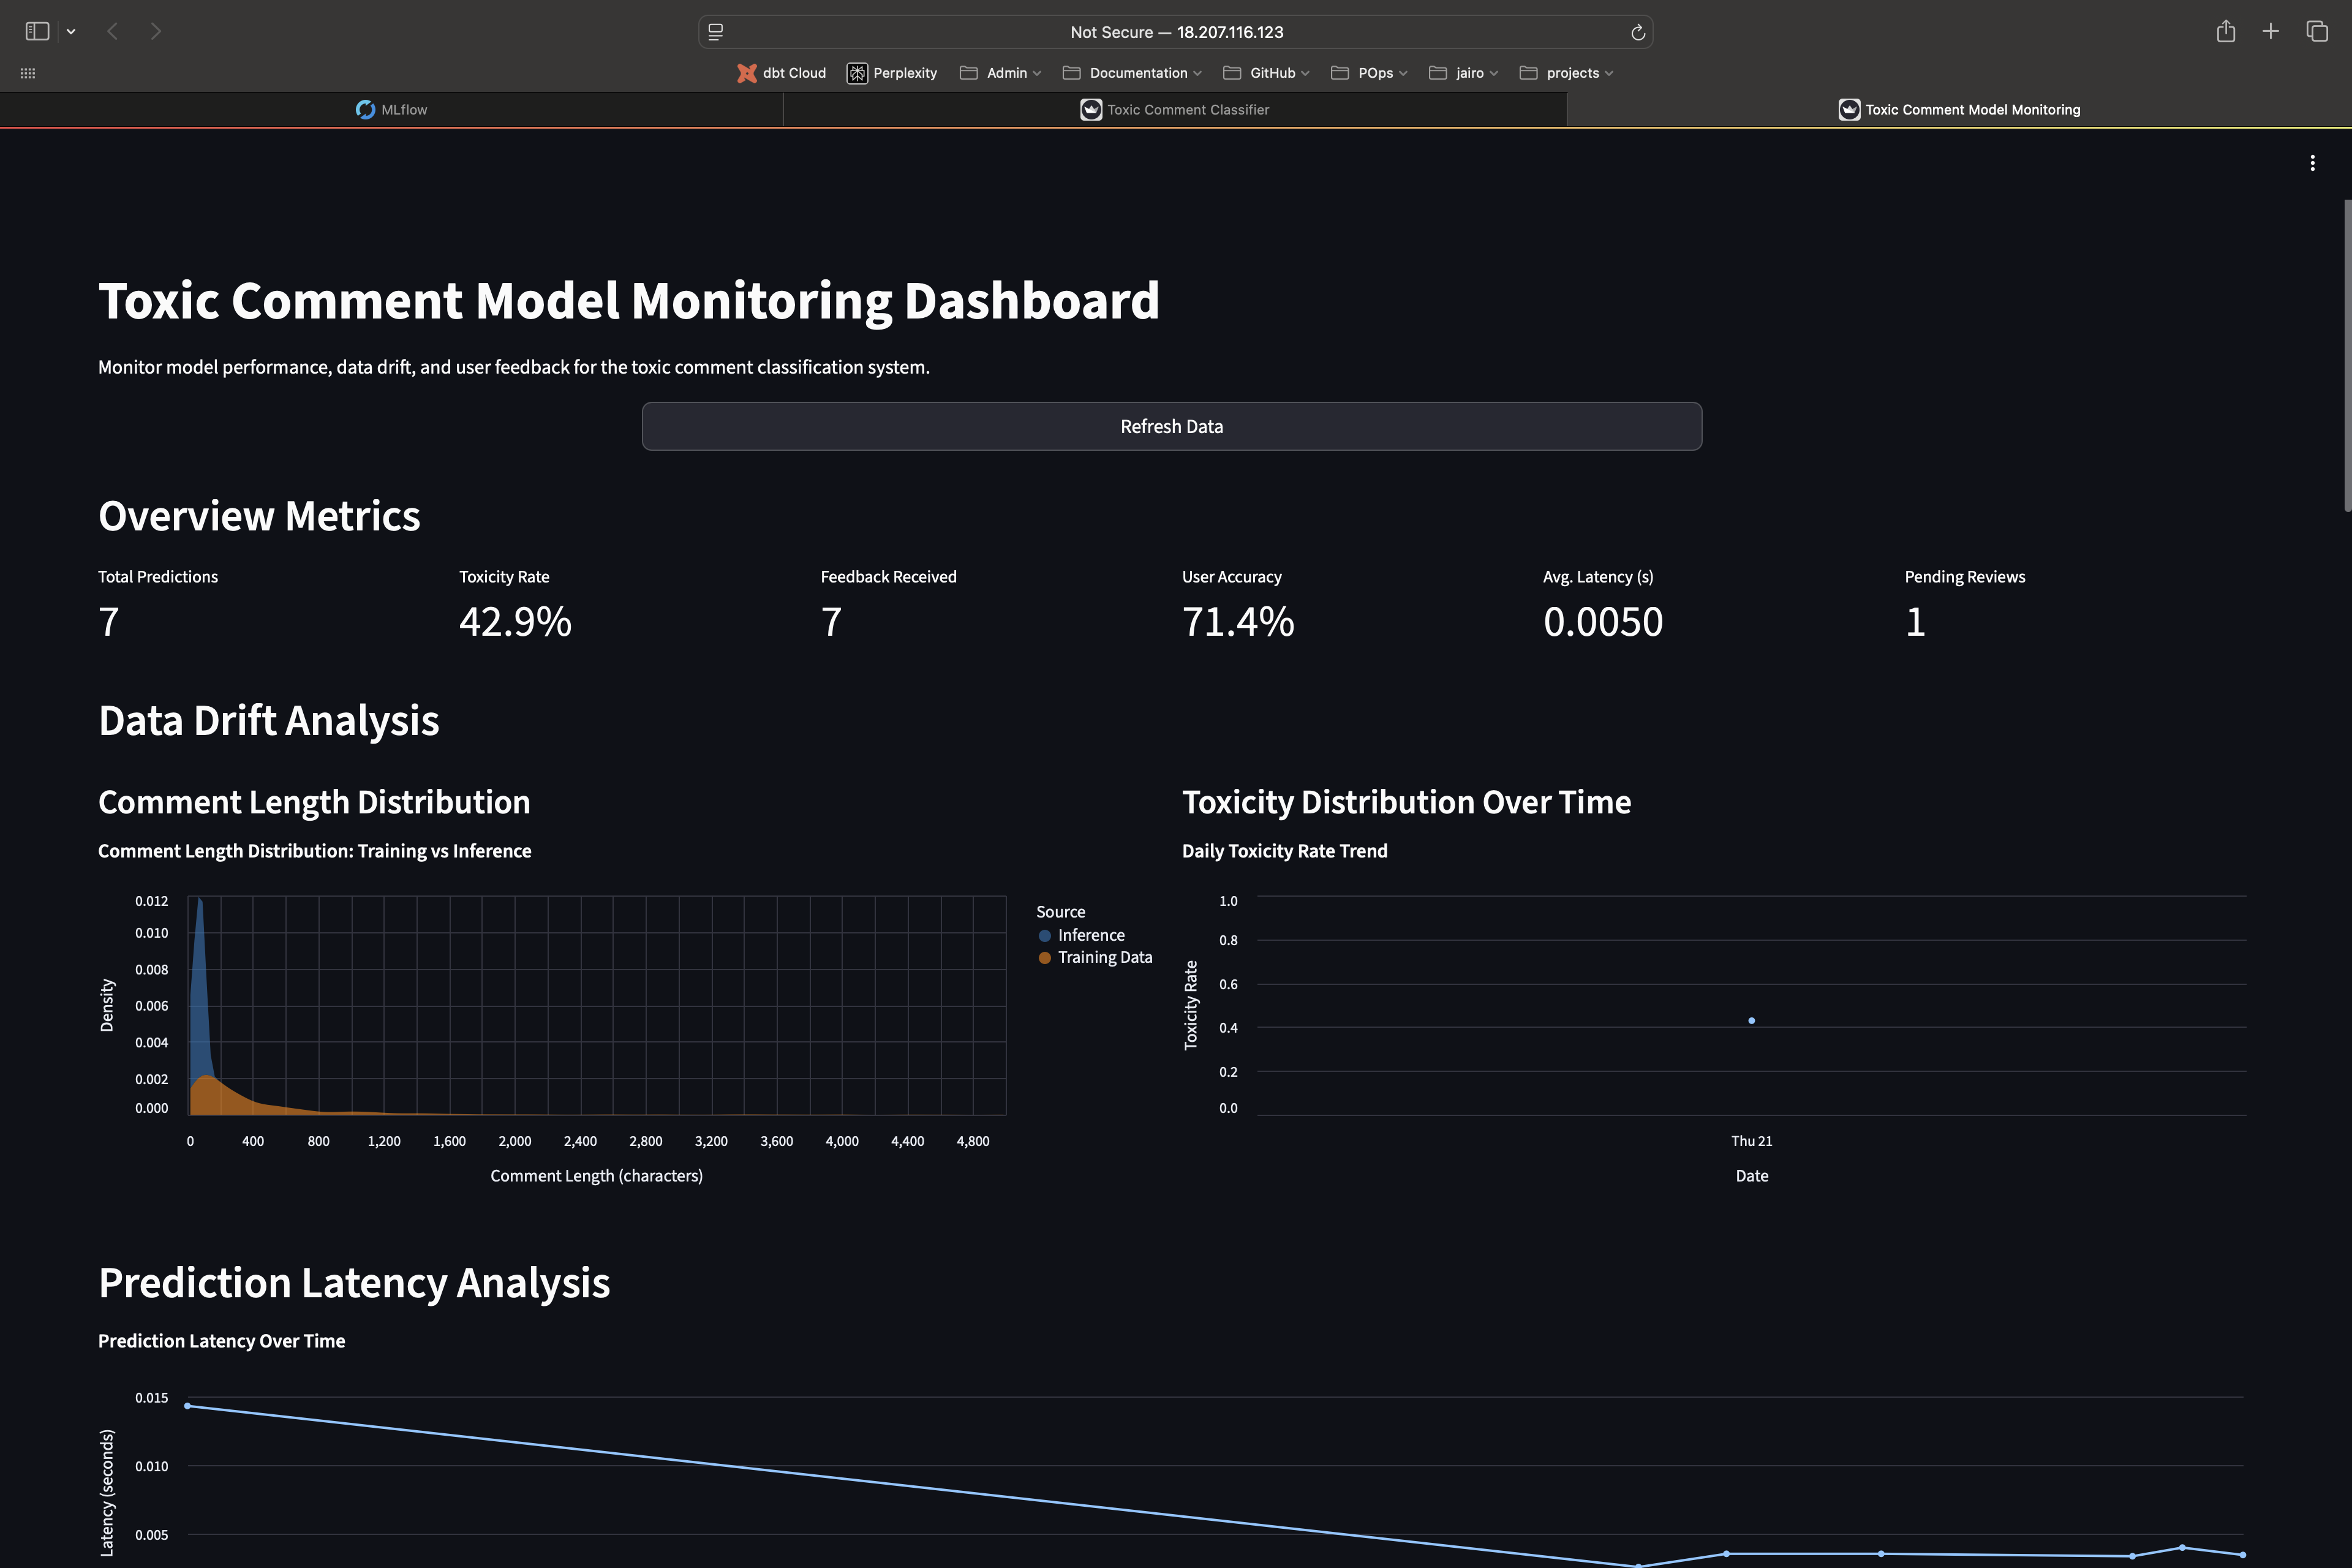 Not Secure — 18.207.116.123
dbt Cloud Perplexity Admin Documentation GitHub POps jairo projects
MLflow Toxic Comment Classifier Toxic Comment Model Monitoring
Toxic Comment Model Monitoring Dashboard
Monitor model performance, data drift, and user feedback for the toxic comment classification system.
Refresh Data
Overview Metrics
Total Predictions Toxicity Rate Feedback Received User Accuracy Avg. Latency (s) Pending Reviews
7 42.9% 7 71.4% 0.0050 1
Data Drift Analysis
Comment Length Distribution
Comment Length Distribution: Training vs Inference
0.012
0.010
0.008
0.006
0.004
0.002
0.000
Density
0 400 800 1,200 1,600 2,000 2,400 2,800 3,200 3,600 4,000 4,400 4,800
Comment Length (characters)
Source
Inference
Training Data
Toxicity Distribution Over Time
Daily Toxicity Rate Trend
1.0
0.8
0.6
0.4
0.2
0.0
Toxicity Rate
Thu 21
Date
Prediction Latency Analysis
Prediction Latency Over Time
0.015
0.010
0.005
Latency (seconds)